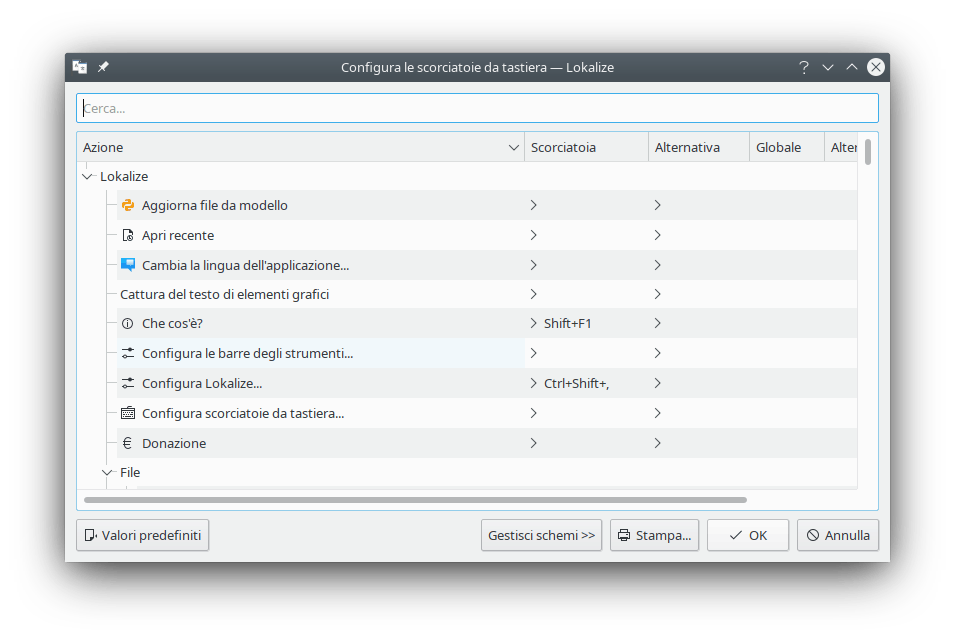 Configura le scorciatoie da tastiera — Lokalize
Cerca...
Azione Scorciatoia Alternativa Globale Alter
Lokalize
Aggiorna file da modello
Apri recente
Cambia la lingua dell'applicazione...
Cattura del testo di elementi grafici
Che cos'è? Shift+F1
Configura le barre degli strumenti...
Configura Lokalize... Ctrl+Shift+,
Configura scorciatoie da tastiera...
Donazione
File
Valori predefiniti Gestisci schemi >> Stampa... OK Annulla